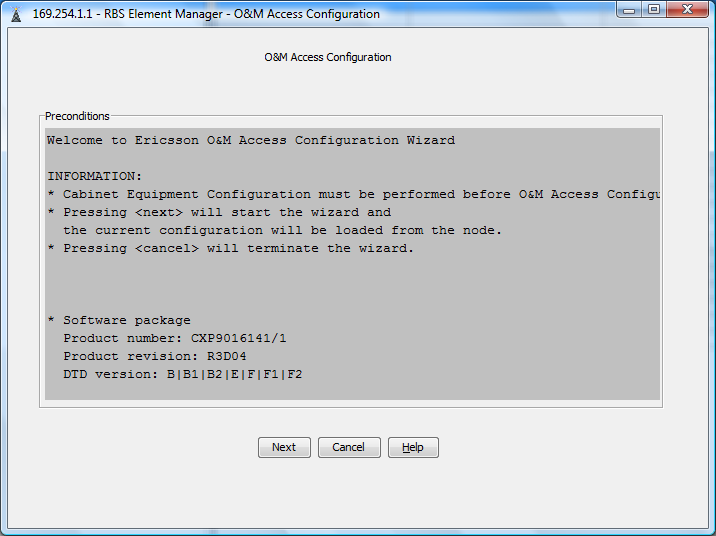 169.254.1.1 - RBS Element Manager - O&M Access Configuration
O&M Access Configuration
Preconditions
Welcome to Ericsson O&M Access Configuration Wizard
INFORMATION:
* Cabinet Equipment Configuration must be performed before O&M Access Configu
* Pressing <next> will start the wizard and
the current configuration will be loaded from the node.
* Pressing <cancel> will terminate the wizard.
* Software package
Product number: CXP9016141/1
Product revision: R3D04
DTD version: B|B1|B2|E|F|F1|F2
Next Cancel Help